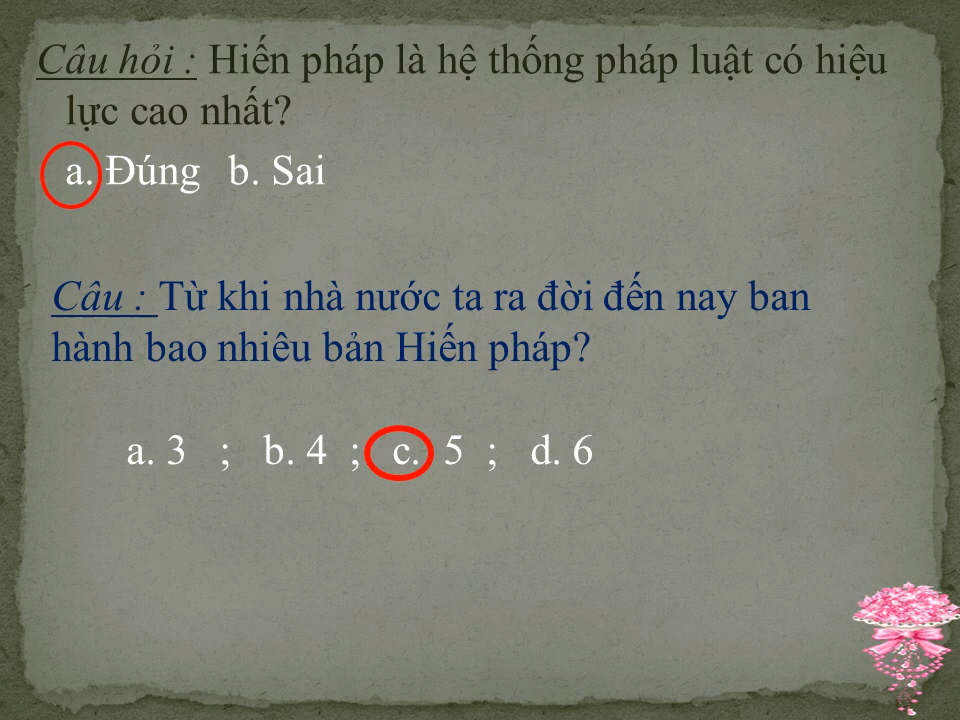 Câu hỏi : Hiến pháp là hệ thống pháp luật có hiệu
lực cao nhất?
a. Đúng b. Sai
Câu : Từ khi nhà nước ta ra đời đến nay ban
hành bao nhiêu bản Hiến pháp?
a. 3 ; b. 4 ; c. 5 ; d. 6